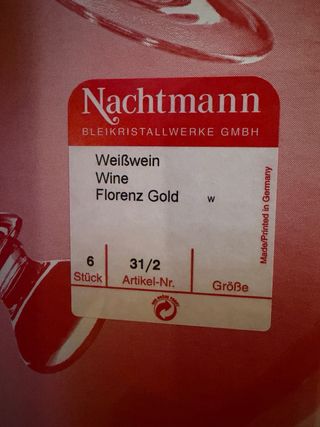 Nachtmann
BLEIKRISTALLWERKE GMBH
Weißwein
Wine
Florenz Gold w
6 31/2
Stück Artikel-Nr. Größe
Made/Printed in Germany